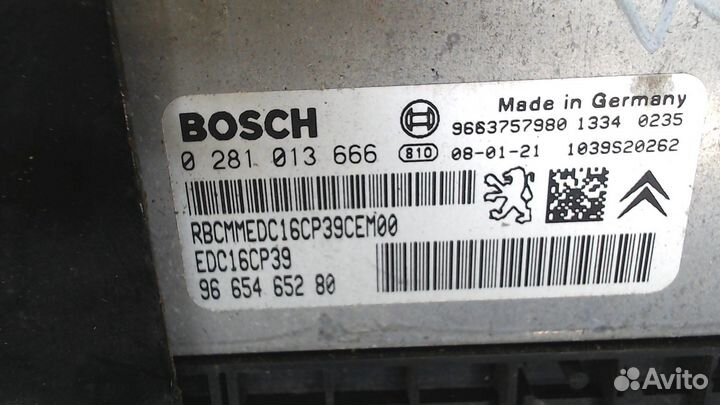 BOSCH
Made in Germany
9663757980 1334 0235
0 281 013 666
810
08-01-21
1039S20262
RBCMMEDC16CP39CEM00
EDC16CP39
96 654 652 80
Avito